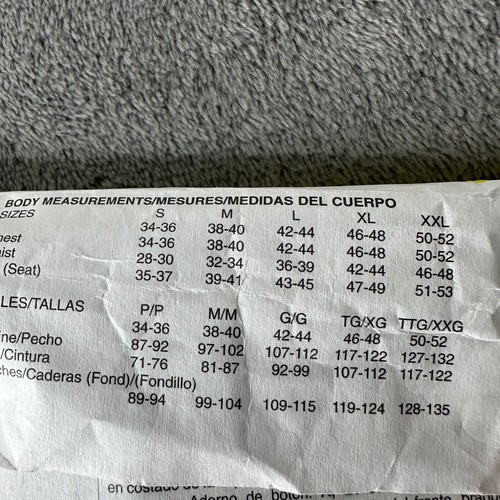 BODY MEASUREMENTS/MESURES/MEDIDAS DEL CUERPO
SIZES S M L XL XXL
34-36 38-40 42-44 46-48 50-52
hest 34-36 38-40 42-44 46-48 50-52
ist 28-30 32-34 36-39 42-44 46-48
(Seat) 35-37 39-41 43-45 47-49 51-53
LES/TALLAS P/P M/M G/G TG/XG TTG/XXG
34-36 38-40 42-44 46-48 50-52
ine/Pecho 87-92 97-102 107-112 117-122 127-132
/Cintura 71-76 81-87 92-99 107-112 117-122
ches/Caderas (Fond)/(Fondillo)
89-94 99-104 109-115 119-124 128-135
en costado de
Adorno de